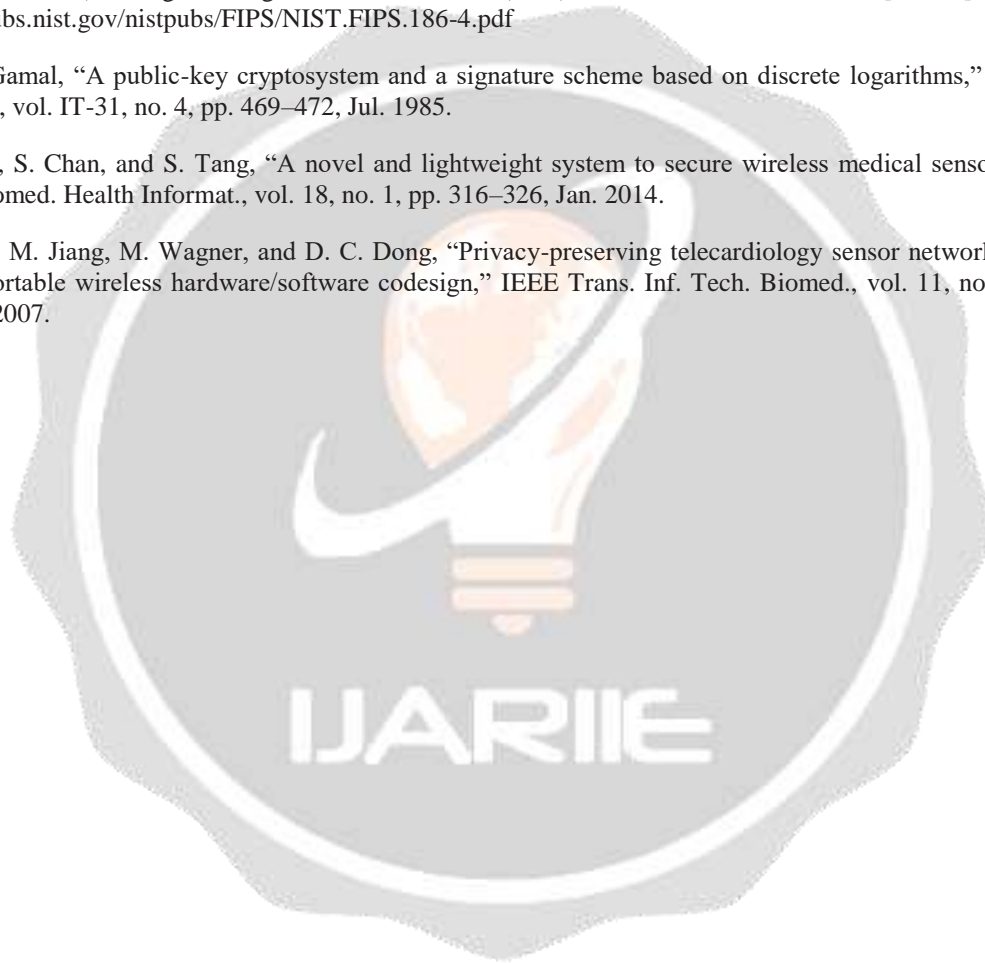 bs.nist.gov/nistpubs/FIPS/NIST.FIPS.186-4.pdf
Gamal, “A public-key cryptosystem and a signature scheme based on discrete logarithms,”
, vol. IT-31, no. 4, pp. 469–472, Jul. 1985.
, S. Chan, and S. Tang, “A novel and lightweight system to secure wireless medical senso
omed. Health Informat., vol. 18, no. 1, pp. 316–326, Jan. 2014.
M. Jiang, M. Wagner, and D. C. Dong, “Privacy-preserving telecardiology sensor network
ortable wireless hardware/software codesign,” IEEE Trans. Inf. Tech. Biomed., vol. 11, no
2007.
IJARIIE